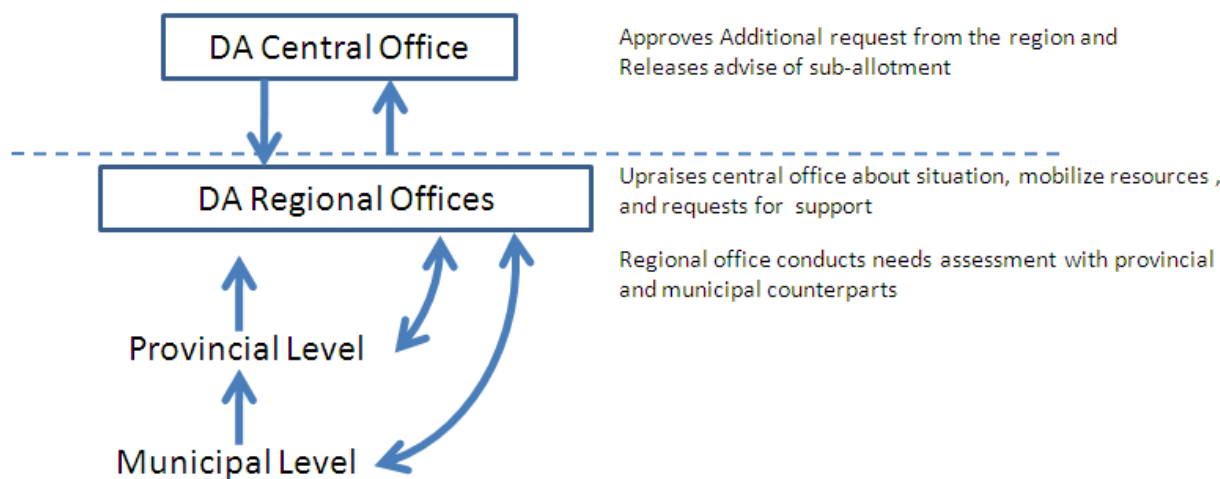 DA Central Office
Approves Additional request from the region and
Releases advise of sub-allotment
DA Regional Offices
Upraises central office about situation, mobilize resources ,
and requests for support
Regional office conducts needs assessment with provincial
and municipal counterparts
Provincial Level
Municipal Level